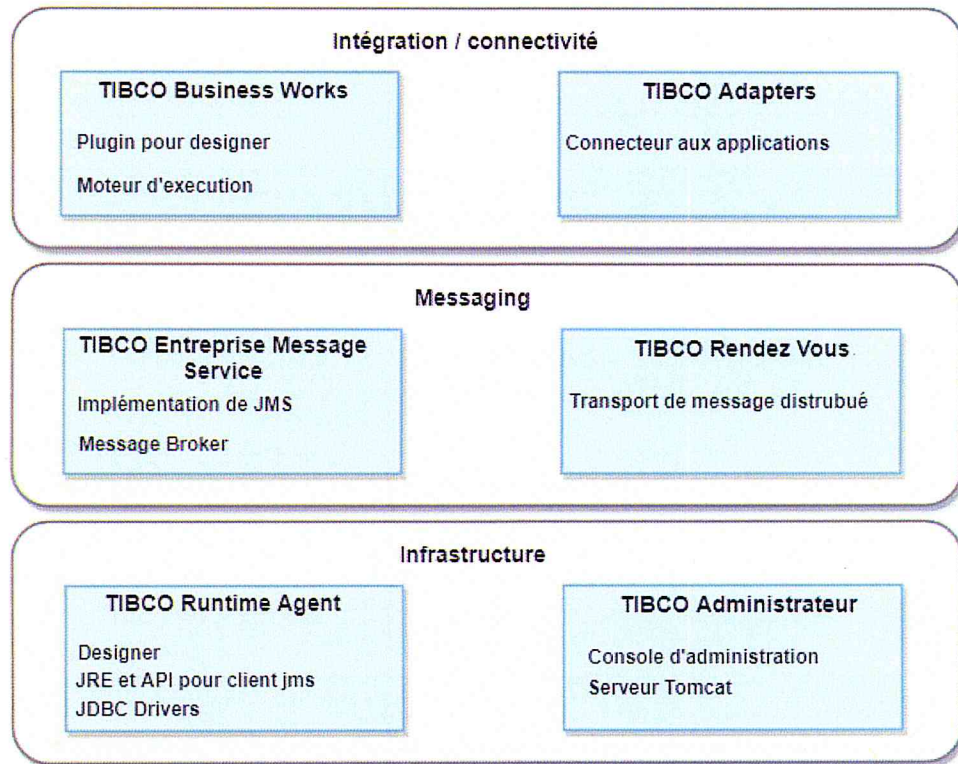 Intégration / connectivité
TIBCO Business Works
Plugin pour designer
Moteur d'execution
TIBCO Adapters
Connecteur aux applications
Messaging
TIBCO Entreprise Message
Service
Implémentation de JMS
Message Broker
TIBCO Rendez Vous
Transport de message distrubué
Infrastructure
TIBCO Runtime Agent
Designer
JRE et API pour client jms
JDBC Drivers
TIBCO Administrateur
Console d'administration
Serveur Tomcat